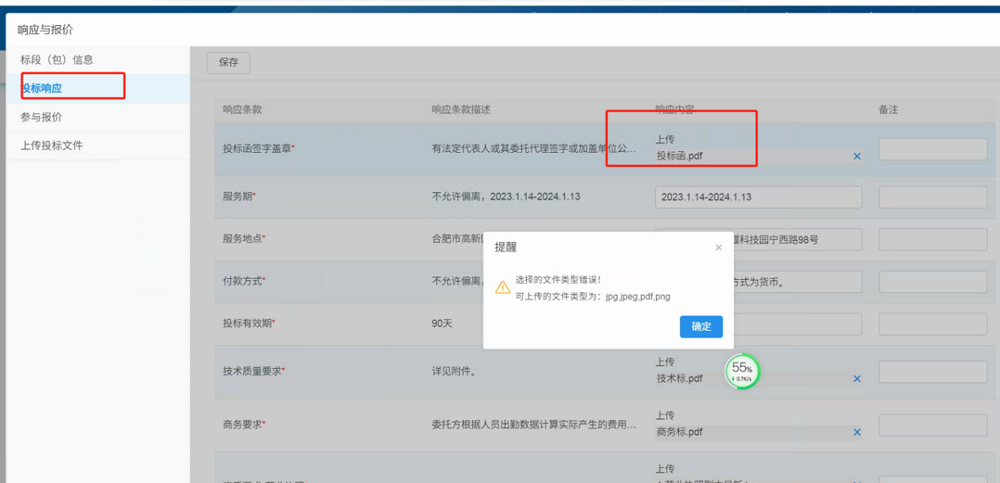 响应与报价
标段（包）信息
投标响应
参与报价
上传投标文件
保存
响应条款 响应条款描述 响应内容 备注
投标函签字盖章* 有法定代表人或其委托代理签字或加盖单位公... 上传
投标函.pdf
服务期* 不允许偏离，2023.1.14-2024.1.13 2023.1.14-2024.1.13
服务地点* 合肥市高新 科技园宁西路98号
付款方式* 不允许偏离, 方式为货币。
投标有效期* 90天
提醒
选择的文件类型错误!
可上传的文件类型为：jpg,jpeg,pdf,png
确定
技术质量要求* 详见附件。 上传
技术标.pdf
55%
0.7K/s
商务要求* 委托方根据人员出勤数据计算实际产生的费用... 上传
商务标.pdf
上传